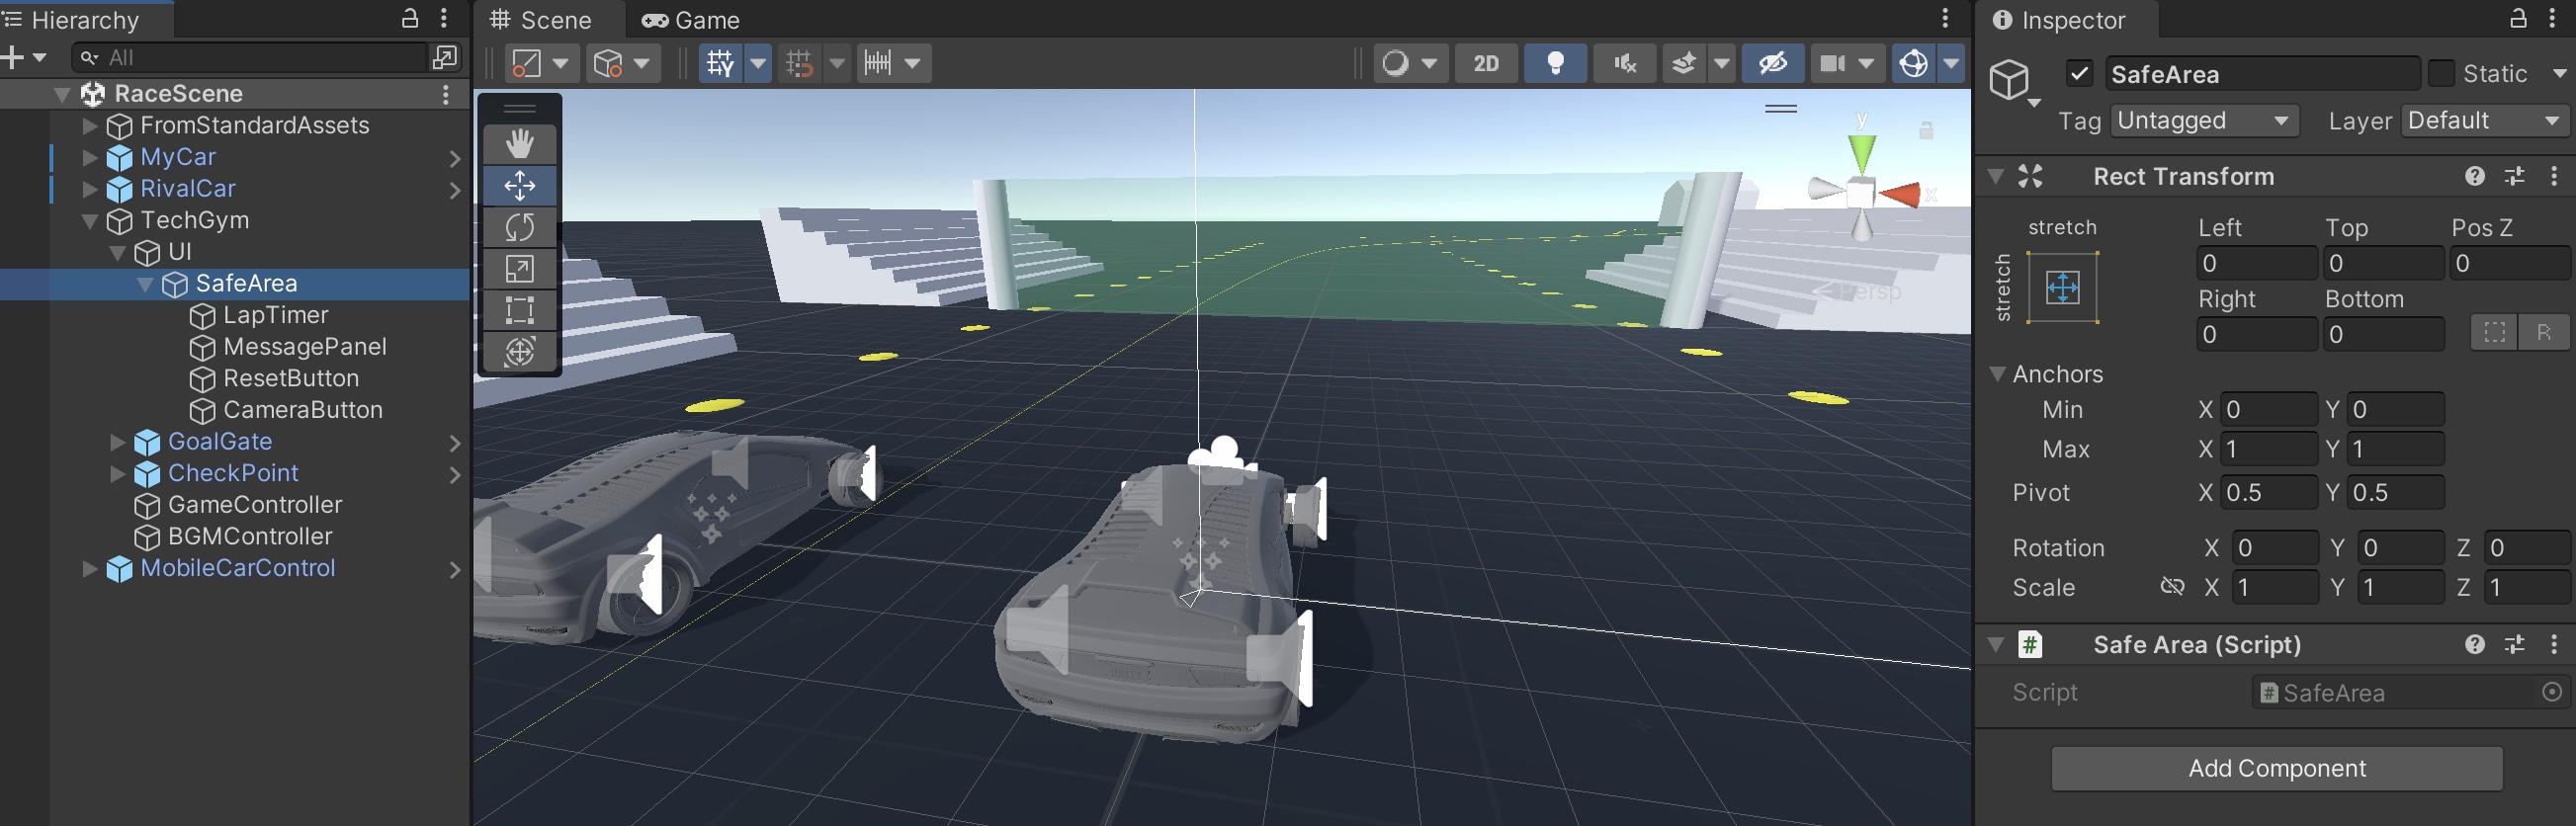 Hierarchy
All
RaceScene
FromStandardAssets
MyCar
RivalCar
TechGym
UI
SafeArea
LapTimer
MessagePanel
ResetButton
CameraButton
GoalGate
CheckPoint
GameController
BGMController
MobileCarControl
Scene
Game
2D
y
x
Persp
Inspector
SafeArea
Static
Tag Untagged
Layer Default
Rect Transform
stretch
stretch
Left Top Pos Z
0 0 0
Right Bottom
0 0
R
Anchors
Min X 0 Y 0
Max X 1 Y 1
Pivot X 0.5 Y 0.5
Rotation X 0 Y 0 Z 0
Scale X 1 Y 1 Z 1
# Safe Area (Script)
Script # SafeArea
Add Component